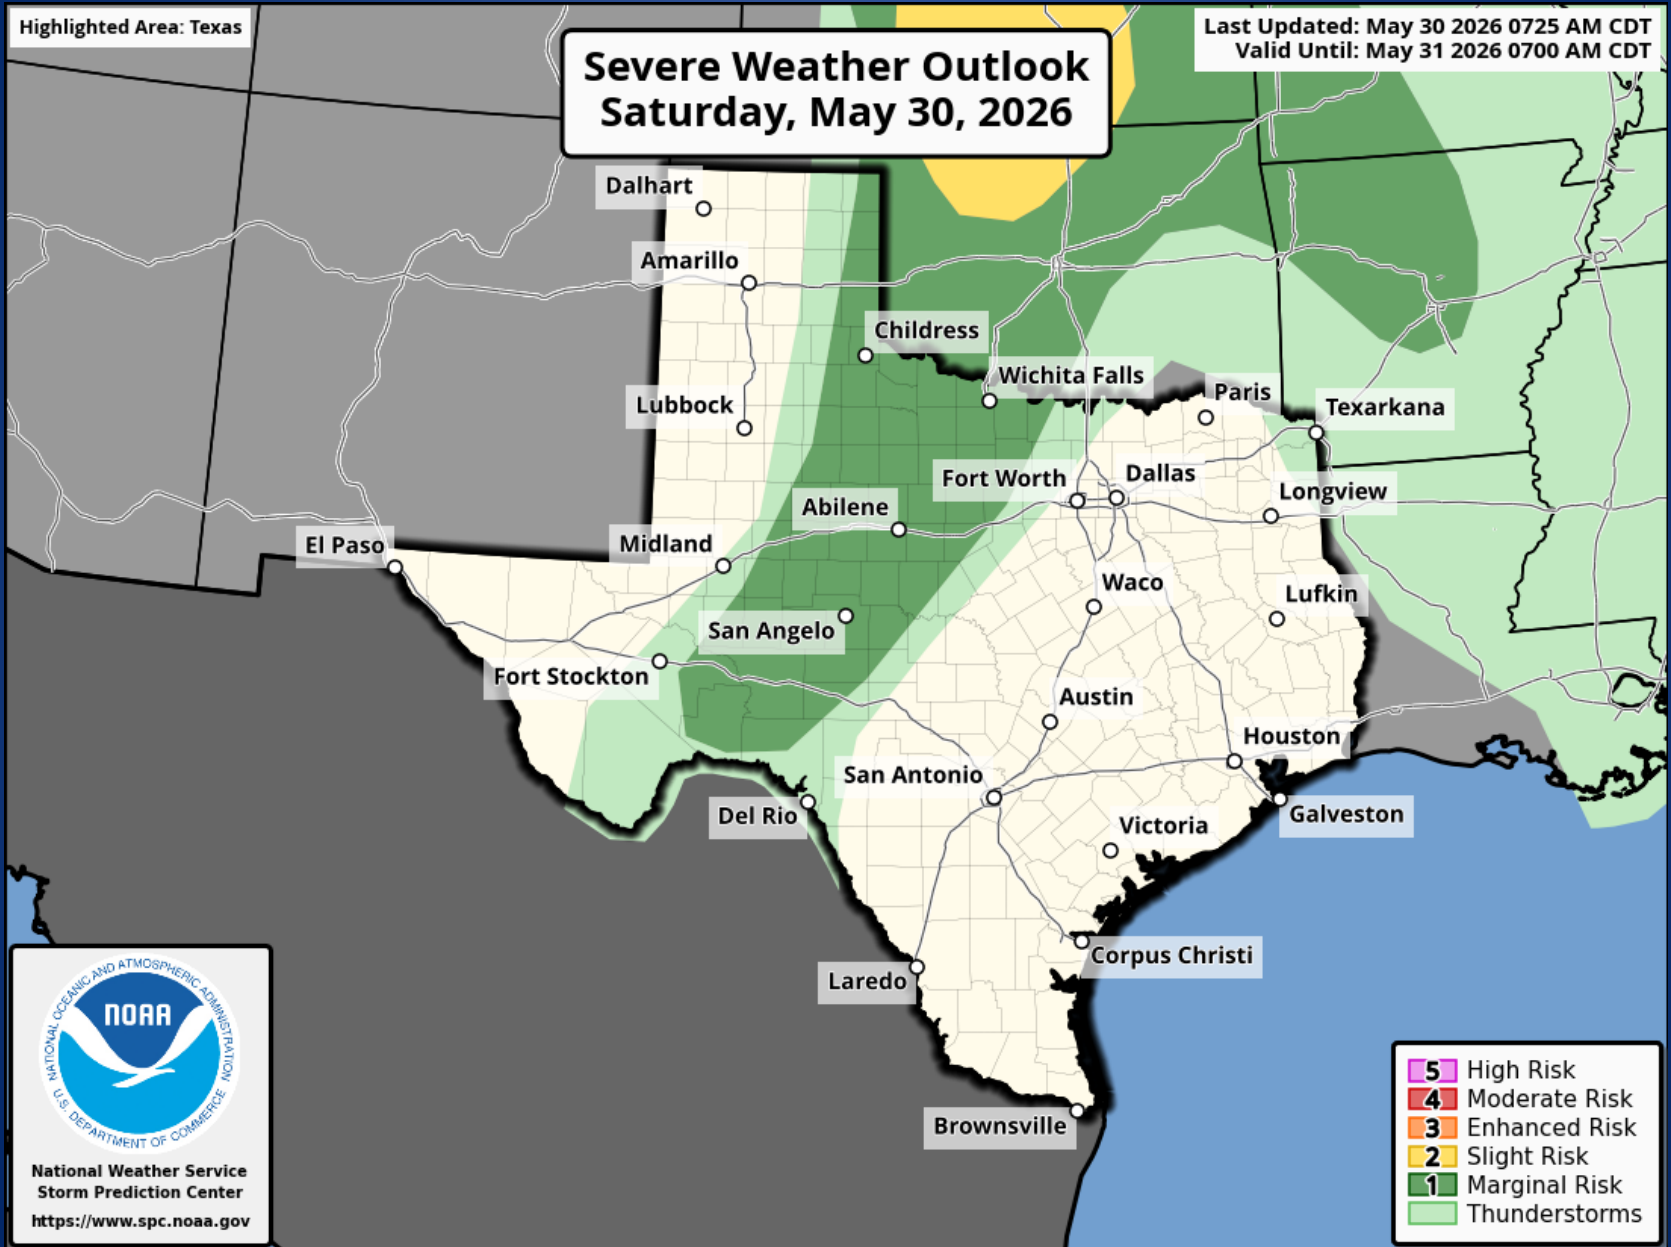 Highlighted Area: Texas
Last Updated: May 30 2026 0725 AM CDT
Valid Until: May 31 2026 0700 AM CDT
Severe Weather Outlook
Saturday, May 30, 2026
Dalhart
Amarillo
Childress
Wichita Falls
Paris
Lubbock
Texarkana
Fort Worth
Dallas
Longview
Abilene
El Paso
Midland
Waco
Lufkin
San Angelo
Fort Stockton
Austin
Houston
San Antonio
Del Rio
Galveston
Victoria
Corpus Christi
Laredo
Brownsville
NATIONAL OCEANIC AND ATMOSPHERIC ADMINISTRATION
NOAA
U.S. DEPARTMENT OF COMMERCE
National Weather Service
Storm Prediction Center
https://www.spc.noaa.gov
5 High Risk
4 Moderate Risk
3 Enhanced Risk
2 Slight Risk
1 Marginal Risk
Thunderstorms